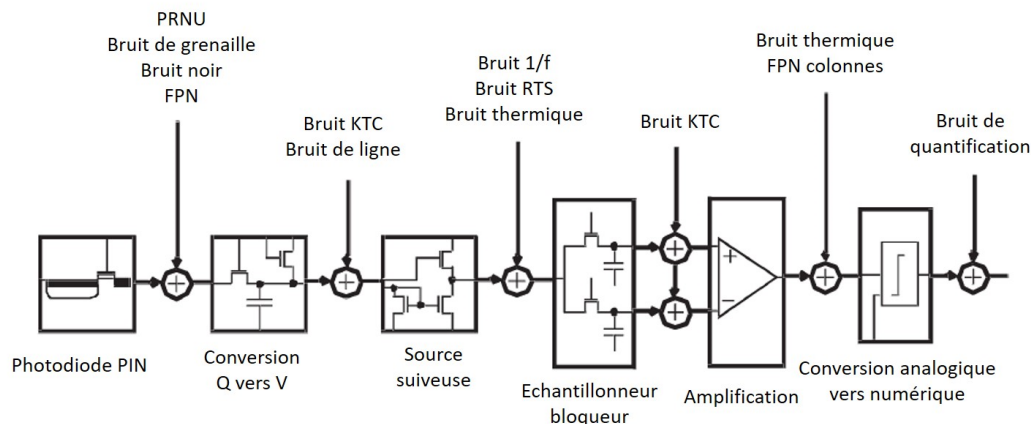 PRNU
Bruit de grenaille
Bruit noir
FPN
Bruit KTC
Bruit de ligne
Bruit 1/f
Bruit RTS
Bruit thermique
Bruit KTC
Bruit thermique
FPN colonnes
Bruit de
quantification
+
−
Photodiode PIN
Conversion
Q vers V
Source
suiveuse
Echantillonneur
bloqueur
Amplification
Conversion analogique
vers numérique